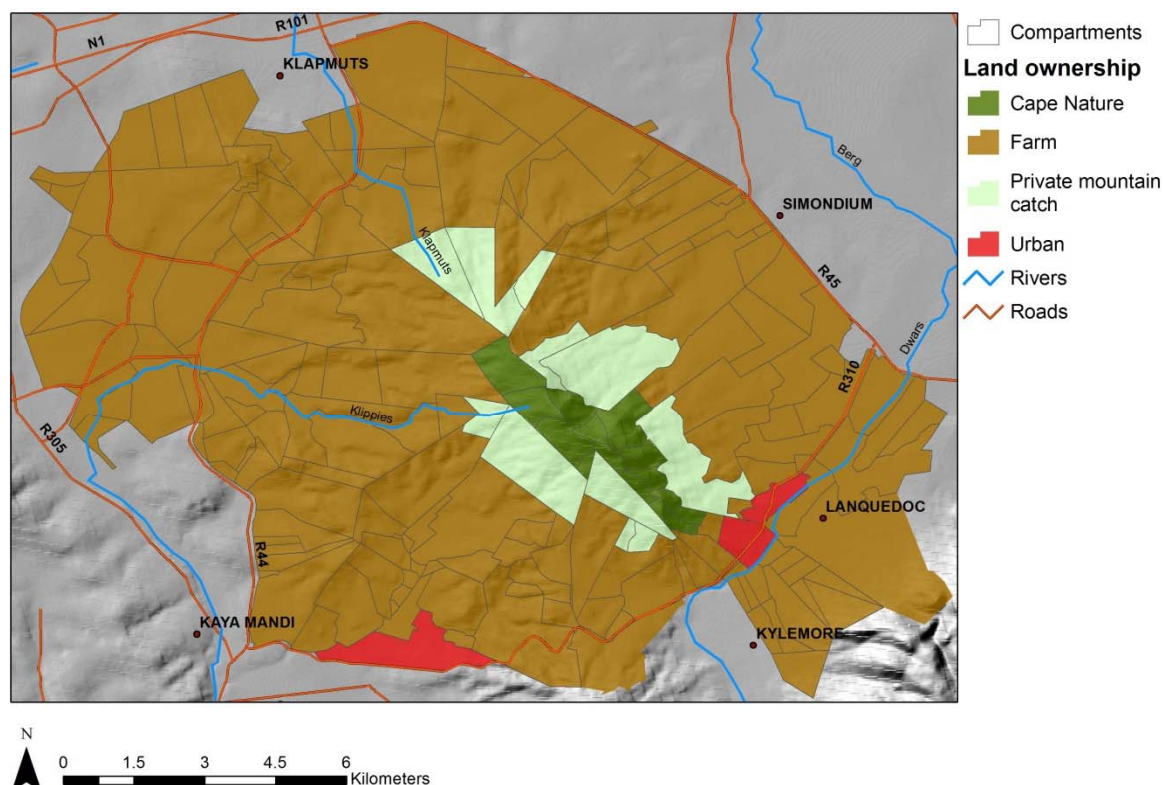 R101
N1
KLAPMUTS
Berg
SIMONDIUM
Klapmuts
R45
Dwars
R310
Klippies
R305
LANQUEDOC
R44
KAYA MANDI
KYLEMORE
Compartments
Land ownership
Cape Nature
Farm
Private mountain
catch
Urban
Rivers
Roads
N
0 1.5 3 4.5 6
Kilometers